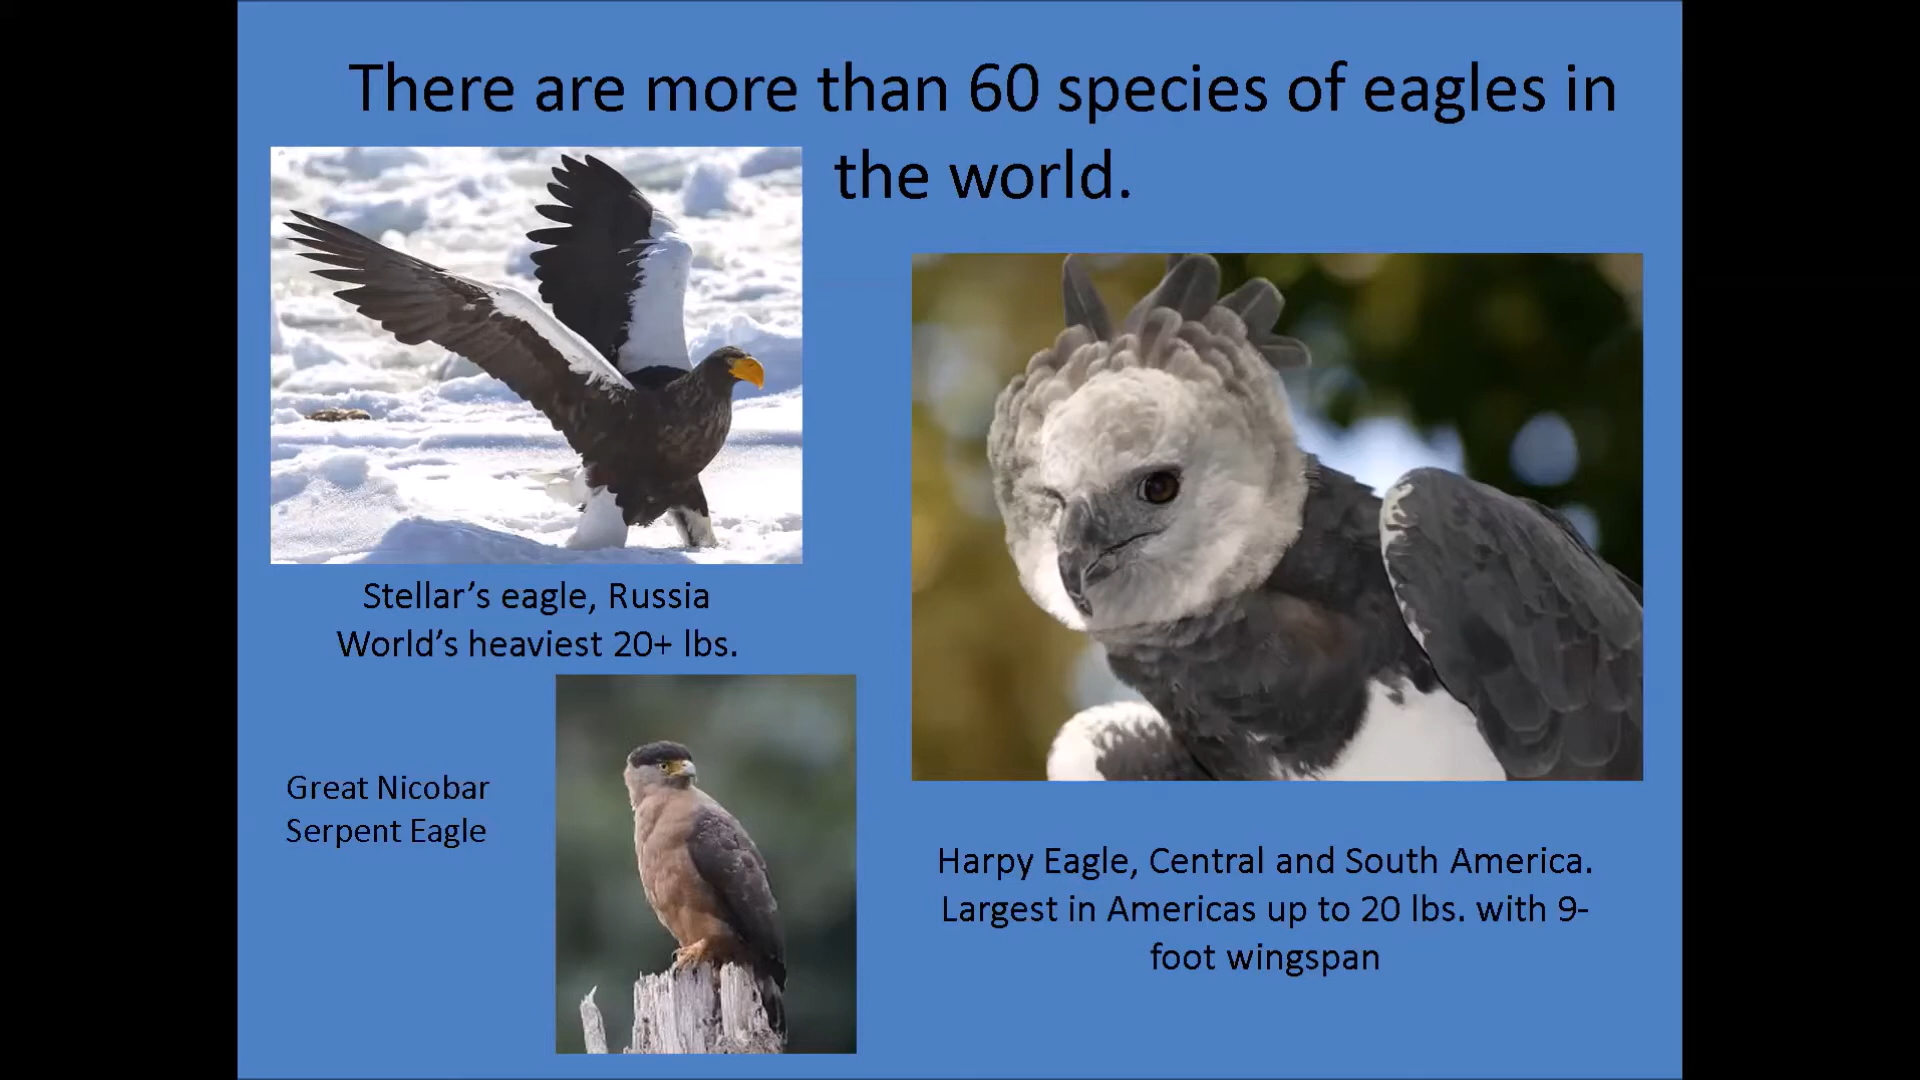 There are more than 60 species of eagles in
the world.
Stellar's eagle, Russia
World's heaviest 20+ lbs.
Great Nicobar
Serpent Eagle
Harpy Eagle, Central and South America.
Largest in Americas up to 20 lbs. with 9-
foot wingspan